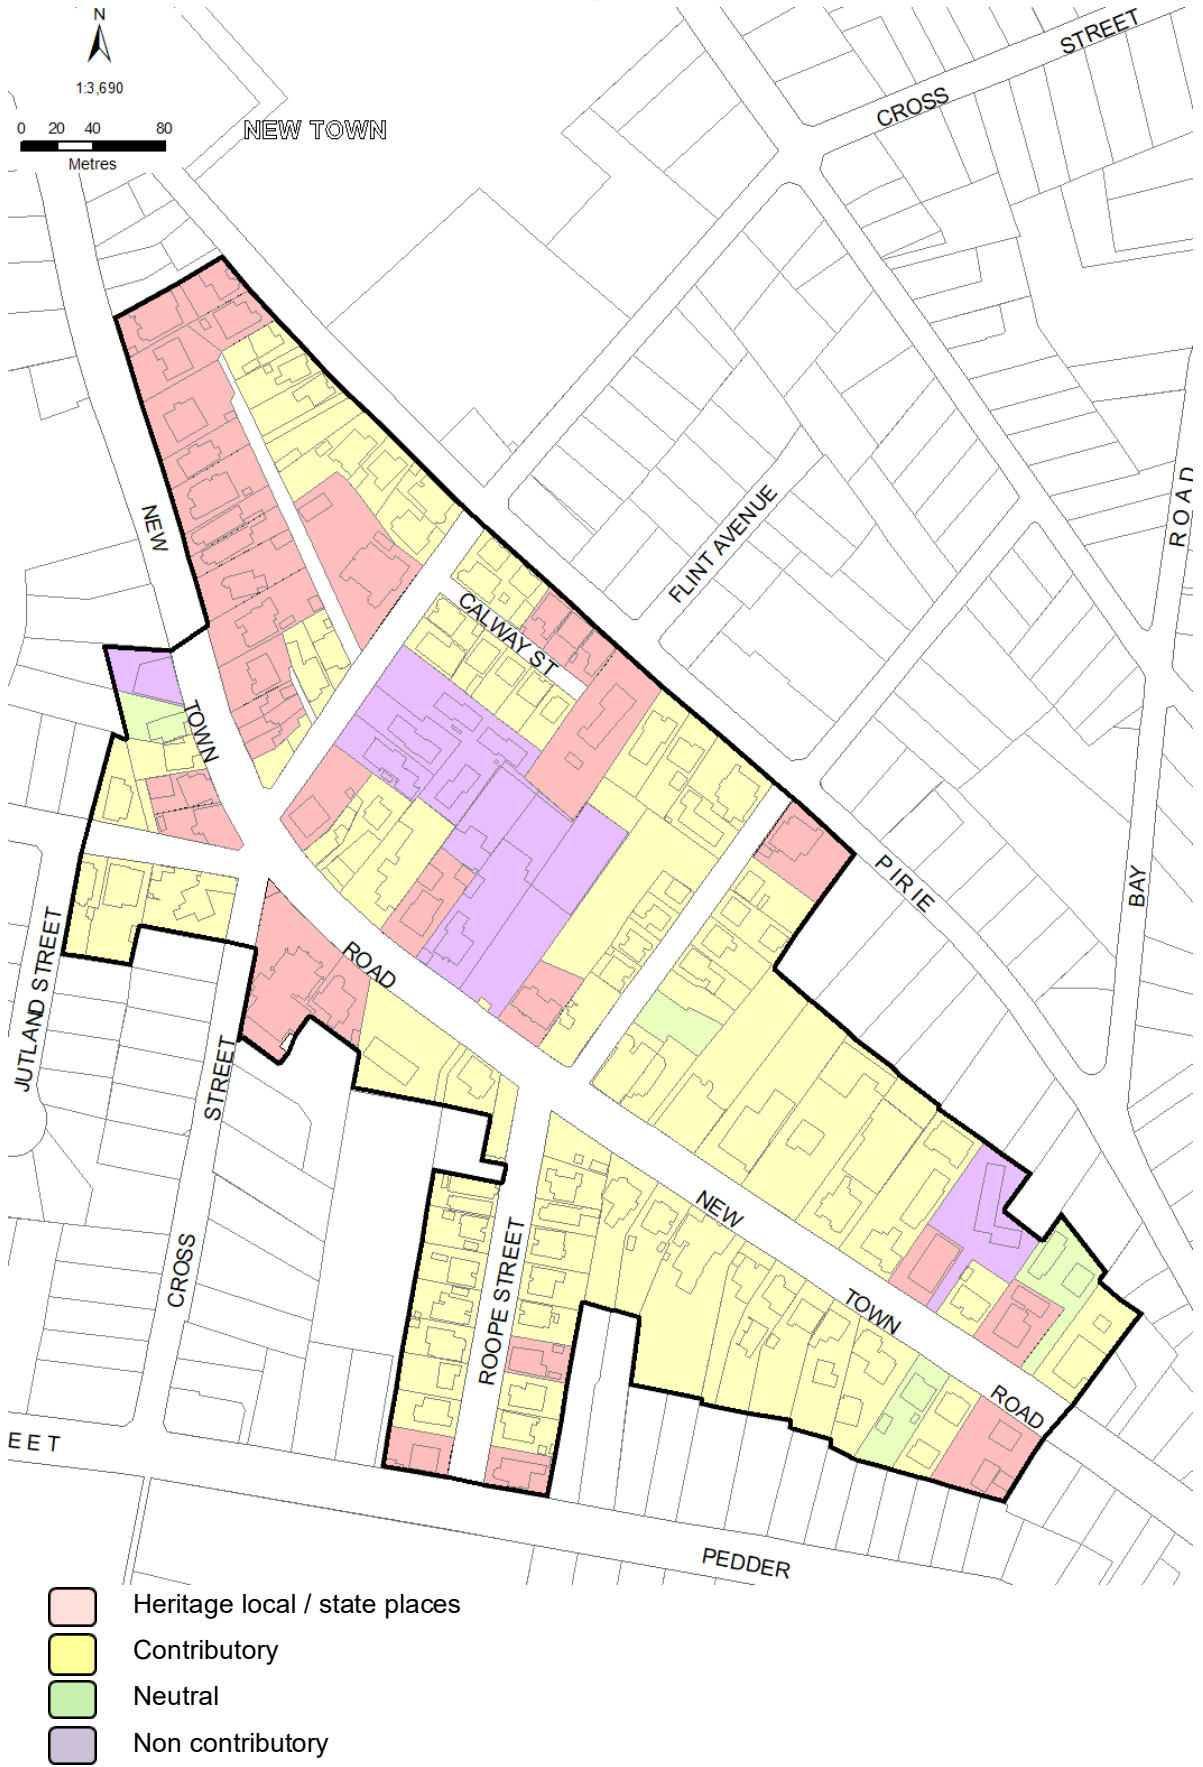 N
1:3,690
0 20 40 80
Metres
NEW TOWN
STREET
CROSS
ROAD
NEW
FLINT AVENUE
CALWAY ST
TOWN
PIRIE
BAY
JUTLAND STREET
ROAD
STREET
CROSS
NEW
ROOPE STREET
TOWN
ROAD
EET
PEDDER
Heritage local / state places
Contributory
Neutral
Non contributory